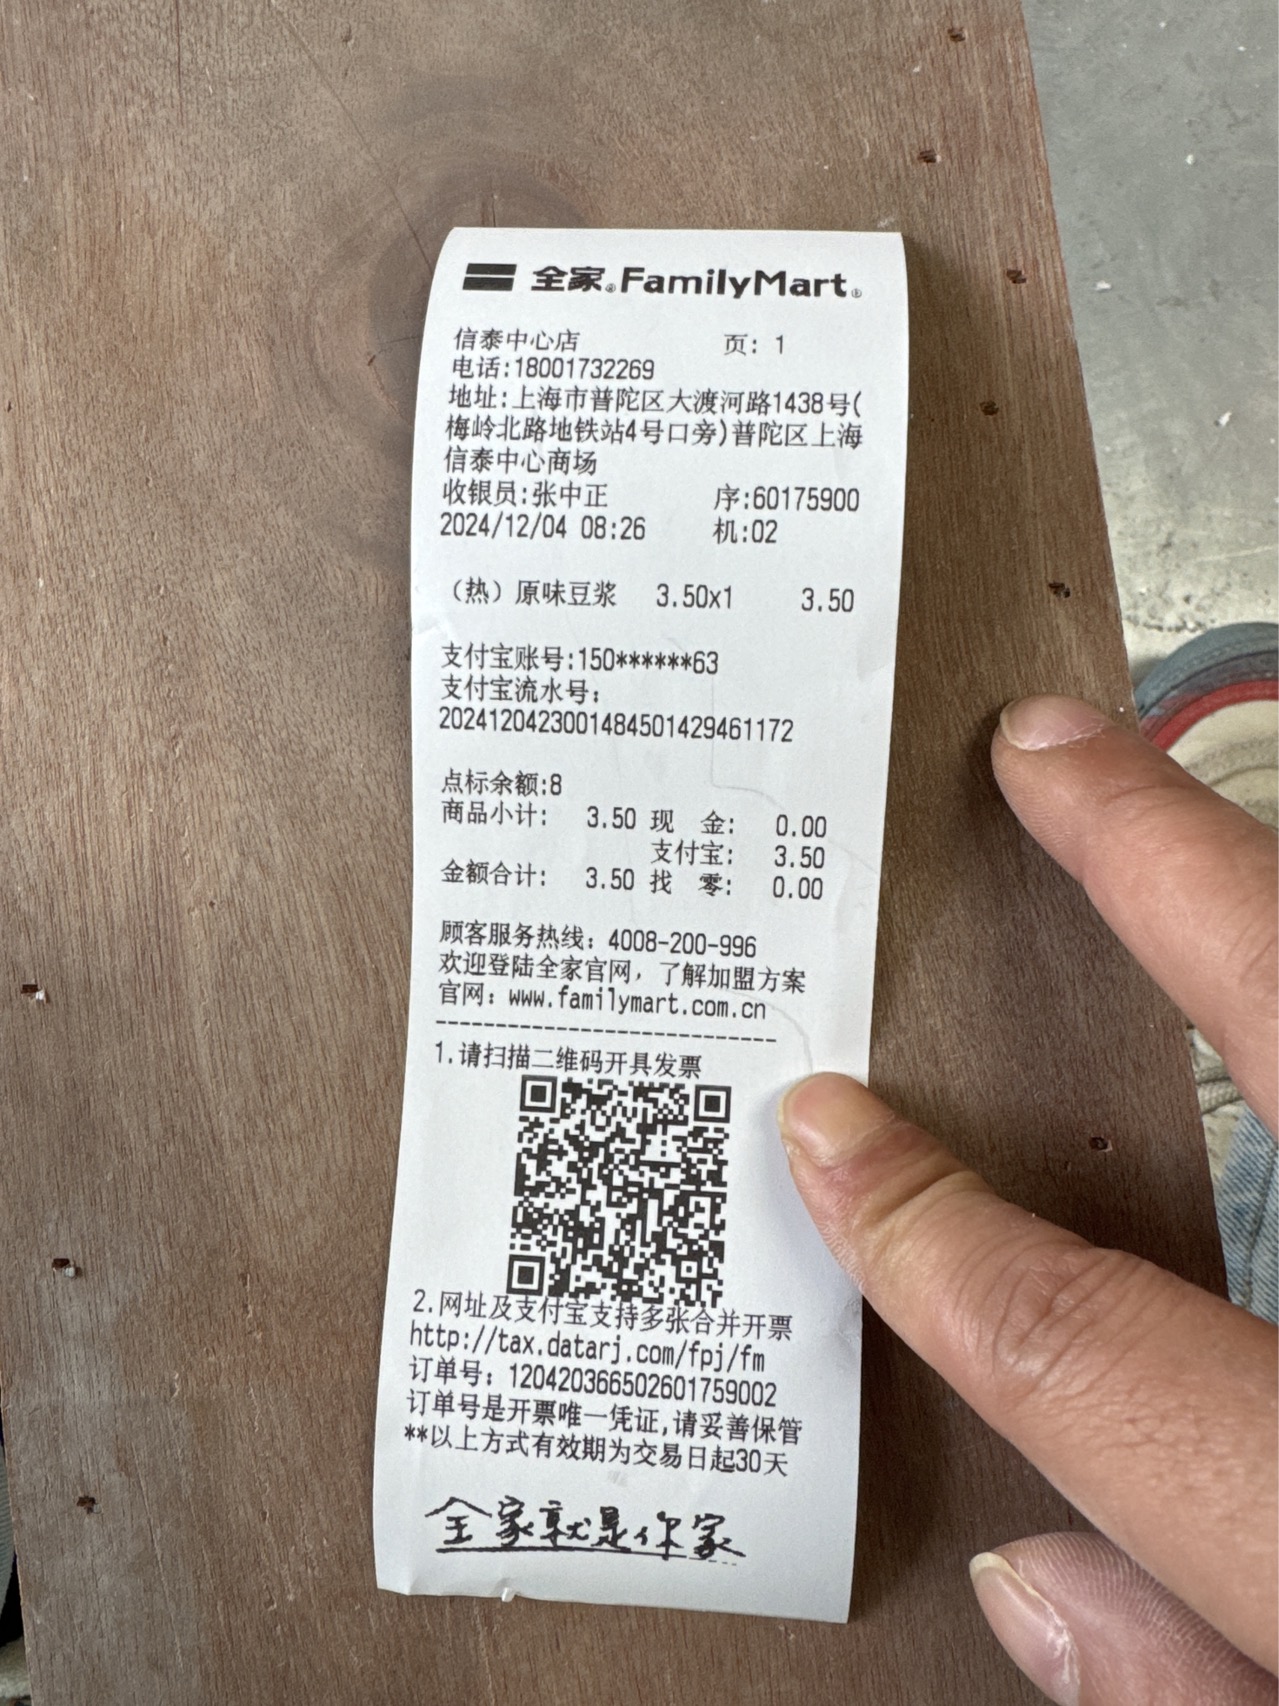 全家®FamilyMart®
信泰中心店 页: 1
电话:18001732269
地址:上海市普陀区大渡河路1438号(
梅岭北路地铁站4号口旁)普陀区上海
信泰中心商场
收银员:张中正 序:60175900
2024/12/04 08:26 机:02
（热）原味豆浆 3.50x1 3.50
支付宝账号:150******63
支付宝流水号:
2024120423001484501429461172
点标余额:8
商品小计: 3.50 现 金: 0.00
支付宝: 3.50
金额合计: 3.50 找 零: 0.00
顾客服务热线: 4008-200-996
欢迎登陆全家官网，了解加盟方案
官网: www.familymart.com.cn
1.请扫描二维码开具发票
2.网址及支付宝支持多张合并开票
http://tax.datarj.com/fpj/fm
订单号: 120420366502601759002
订单号是开票唯一凭证,请妥善保管
**以上方式有效期为交易日起30天
全家就是你家